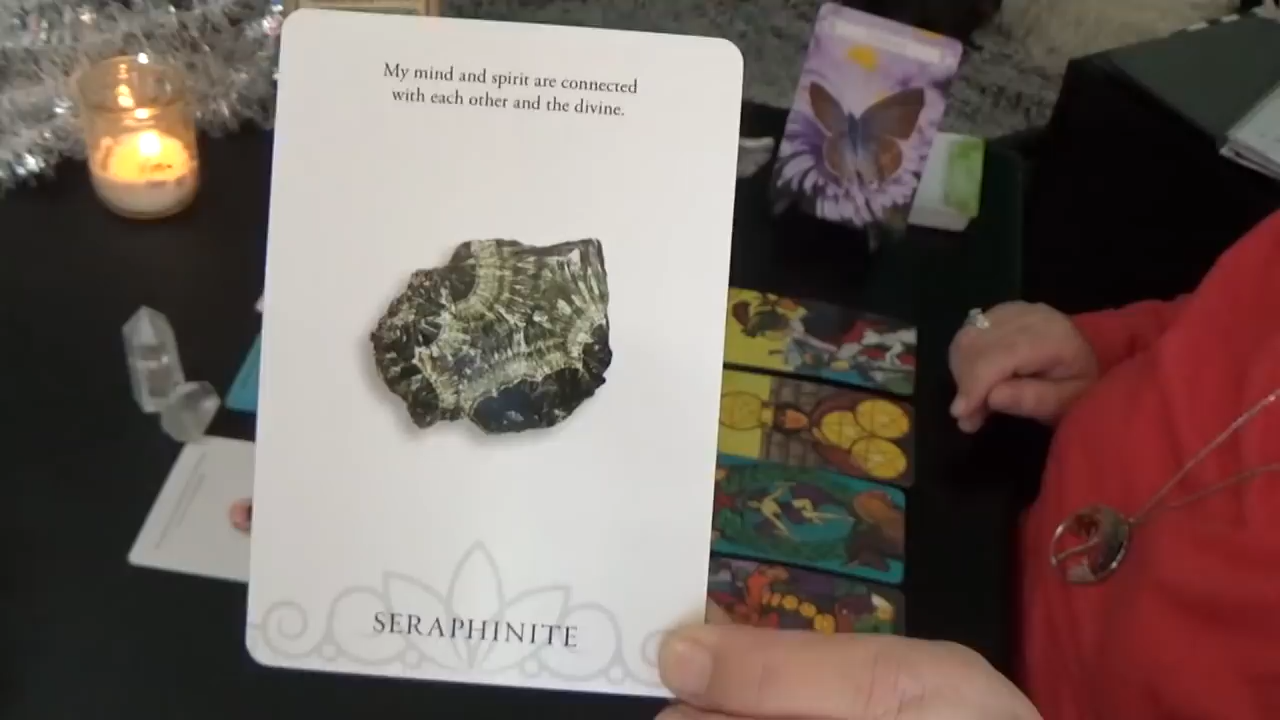 My mind and spirit are connected
with each other and the divine.
SERAPHINITE